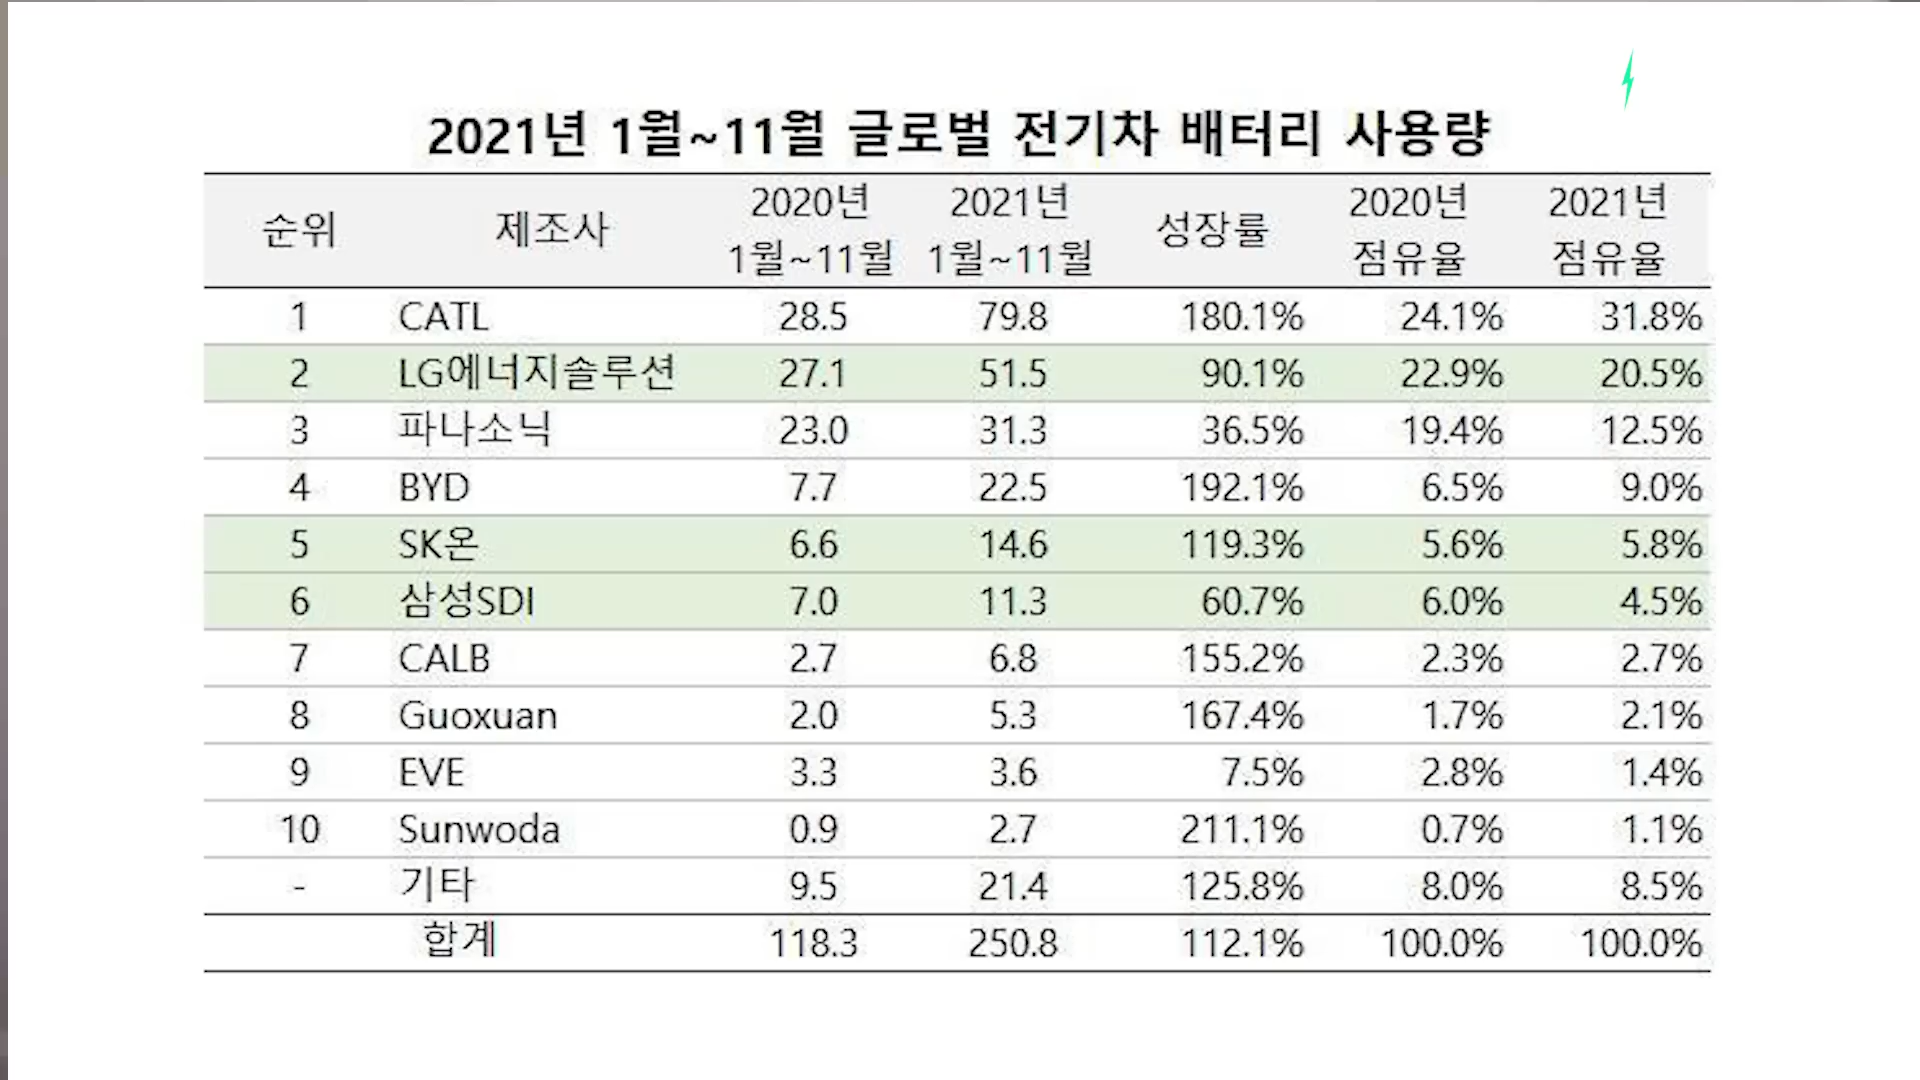 2021년 1월~11월 글로벌 전기차 배터리 사용량
순위 제조사 2020년 1월~11월 2021년 1월~11월 성장률 2020년 점유율 2021년 점유율
1 CATL 28.5 79.8 180.1% 24.1% 31.8%
2 LG에너지솔루션 27.1 51.5 90.1% 22.9% 20.5%
3 파나소닉 23.0 31.3 36.5% 19.4% 12.5%
4 BYD 7.7 22.5 192.1% 6.5% 9.0%
5 SK온 6.6 14.6 119.3% 5.6% 5.8%
6 삼성SDI 7.0 11.3 60.7% 6.0% 4.5%
7 CALB 2.7 6.8 155.2% 2.3% 2.7%
8 Guoxuan 2.0 5.3 167.4% 1.7% 2.1%
9 EVE 3.3 3.6 7.5% 2.8% 1.4%
10 Sunwoda 0.9 2.7 211.1% 0.7% 1.1%
- 기타 9.5 21.4 125.8% 8.0% 8.5%
합계 118.3 250.8 112.1% 100.0% 100.0%